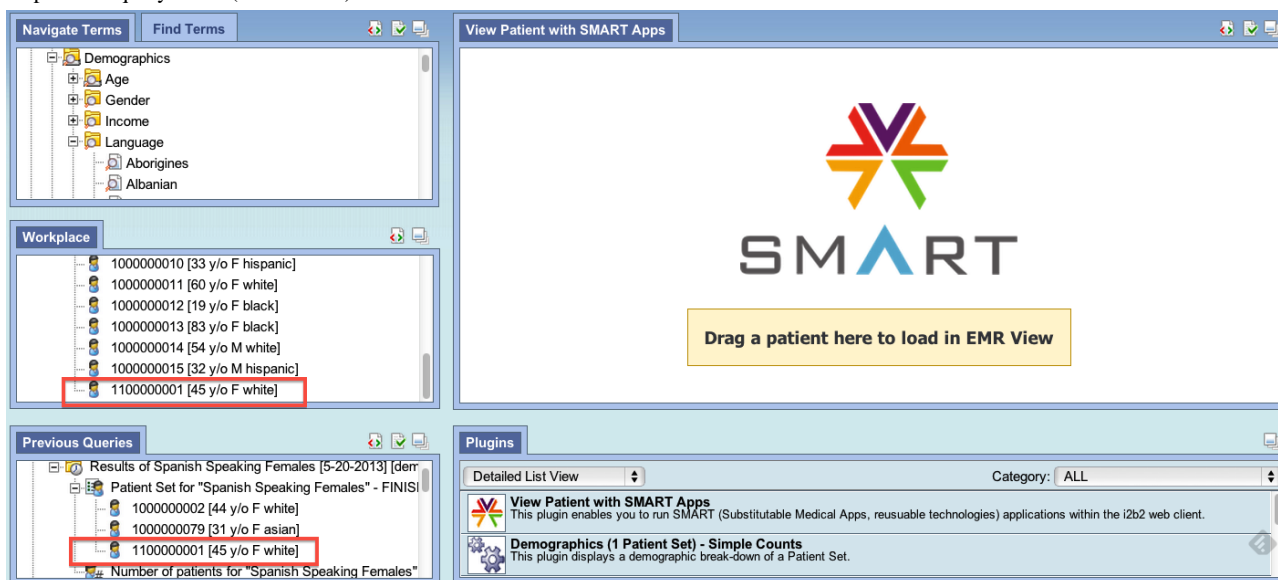 Navigate Terms
Find Terms
Demographics
Age
Gender
Income
Language
Aborigines
Albanian
Workplace
1000000010 [33 y/o F hispanic]
1000000011 [60 y/o F white]
1000000012 [19 y/o F black]
1000000013 [83 y/o F black]
1000000014 [54 y/o M white]
1000000015 [32 y/o M hispanic]
1100000001 [45 y/o F white]
Previous Queries
Results of Spanish Speaking Females [5-20-2013] [dem
Patient Set for "Spanish Speaking Females" - FINIS
1000000002 [44 y/o F white]
1000000079 [31 y/o F asian]
1100000001 [45 y/o F white]
Number of patients for "Spanish Speaking Females"
View Patient with SMART Apps
SMART
Drag a patient here to load in EMR View
Plugins
Detailed List View
Category: ALL
View Patient with SMART Apps
This plugin enables you to run SMART (Substitutable Medical Apps, reusuable technologies) applications within the i2b2 web client.
Demographics (1 Patient Set) - Simple Counts
This plugin displays a demographic break-down of a Patient Set.